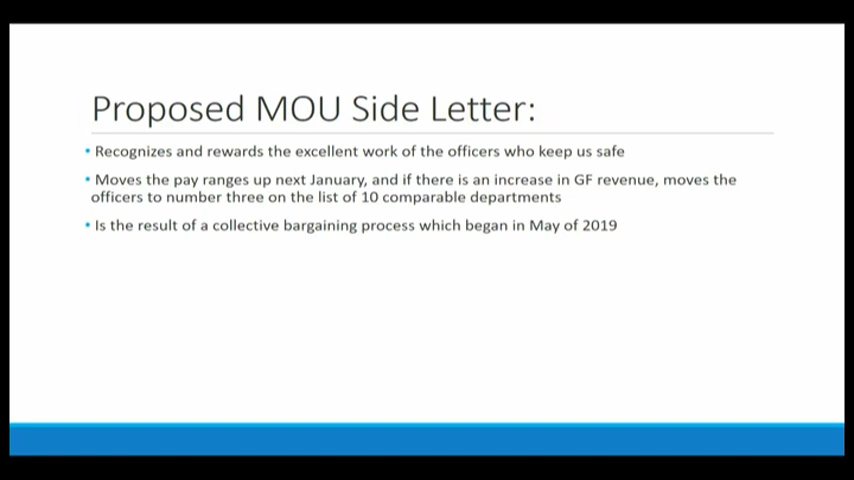 Proposed MOU Side Letter:
• Recognizes and rewards the excellent work of the officers who keep us safe
• Moves the pay ranges up next January, and if there is an increase in GF revenue, moves the
officers to number three on the list of 10 comparable departments
• Is the result of a collective bargaining process which began in May of 2019